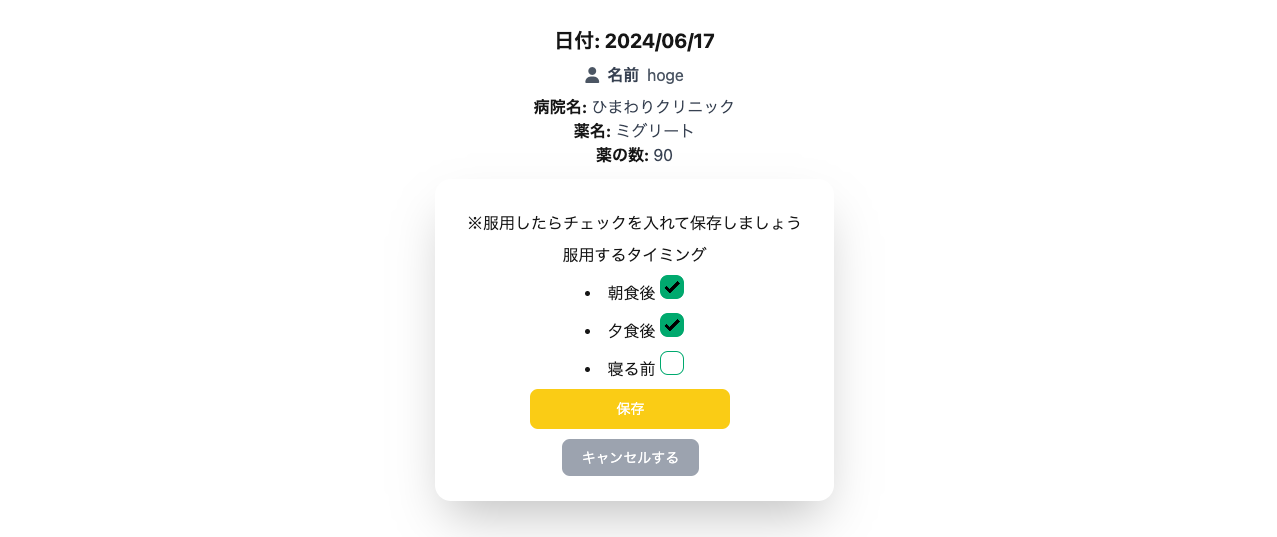 日付: 2024/06/17
名前 hoge
病院名: ひまわりクリニック
薬名: ミグリート
薬の数: 90
※服用したらチェックを入れて保存しましょう
服用するタイミング
• 朝食後
• 夕食後
• 寝る前
保存
キャンセルする